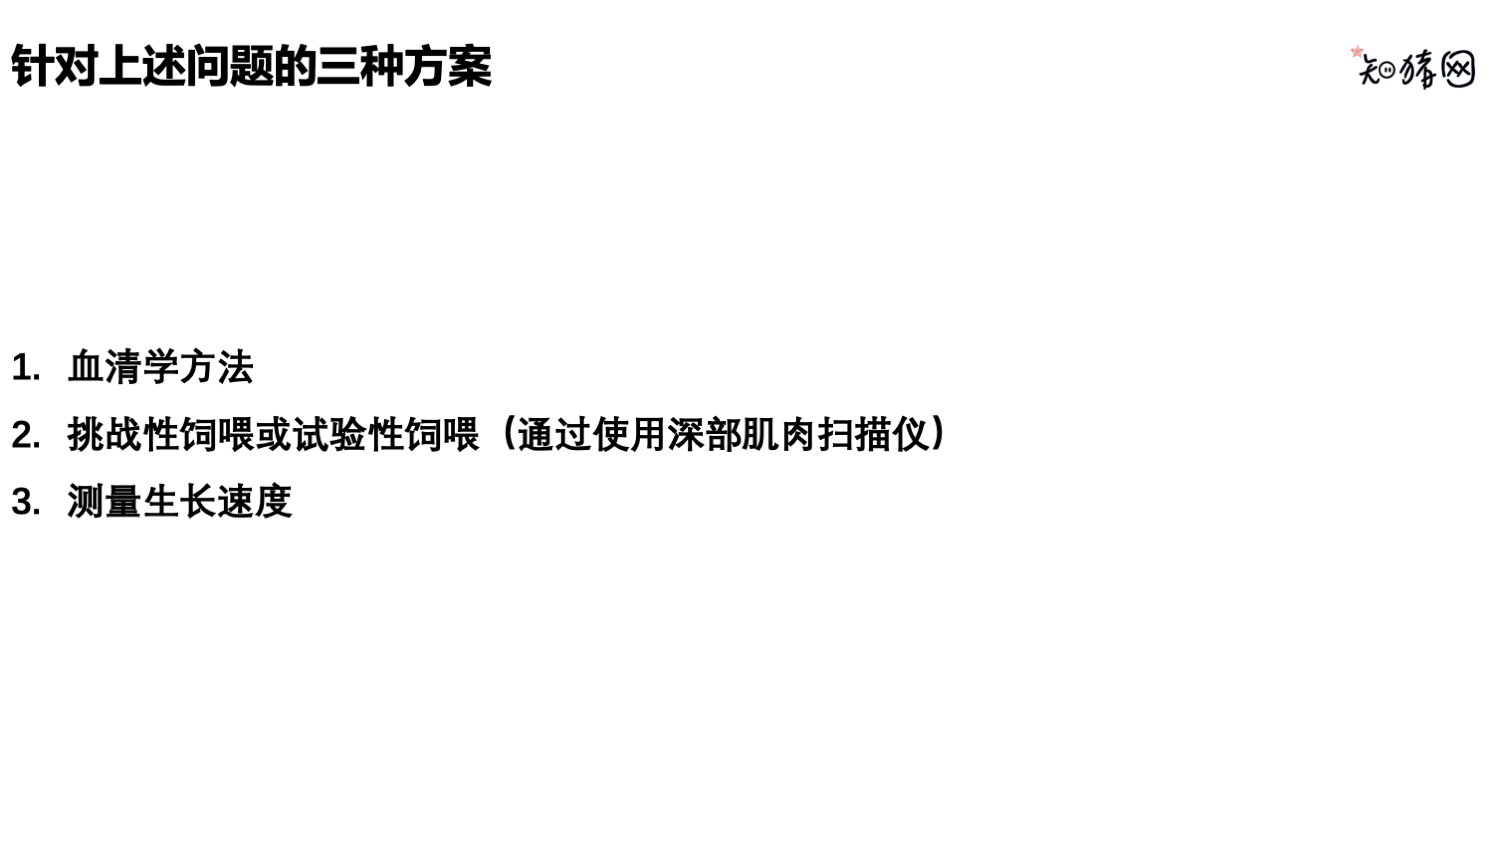 针对上述问题的三种方案
知猪网
1. 血清学方法
2. 挑战性饲喂或试验性饲喂（通过使用深部肌肉扫描仪）
3. 测量生长速度